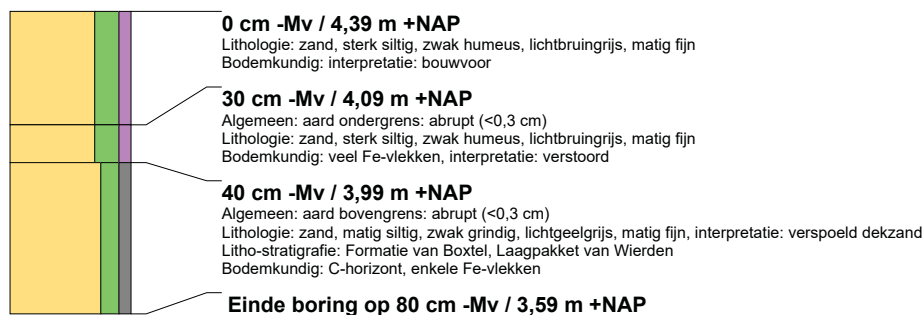 0 cm -Mv / 4,39 m +NAP
Lithologie: zand, sterk siltig, zwak humeus, lichtbruingrijs, matig fijn
Bodemkundig: interpretatie: bouwvoor
30 cm -Mv / 4,09 m +NAP
Algemeen: aard ondergrens: abrupt (<0,3 cm)
Lithologie: zand, sterk siltig, zwak humeus, lichtbruingrijs, matig fijn
Bodemkundig: veel Fe-vlekken, interpretatie: verstoord
40 cm -Mv / 3,99 m +NAP
Algemeen: aard bovengrens: abrupt (<0,3 cm)
Lithologie: zand, matig siltig, zwak grindig, lichtgeelgrijs, matig fijn, interpretatie: verspoeld dekzand
Litho-stratigrafie: Formatie van Boxtel, Laagpakket van Wierden
Bodemkundig: C-horizont, enkele Fe-vlekken
Einde boring op 80 cm -Mv / 3,59 m +NAP